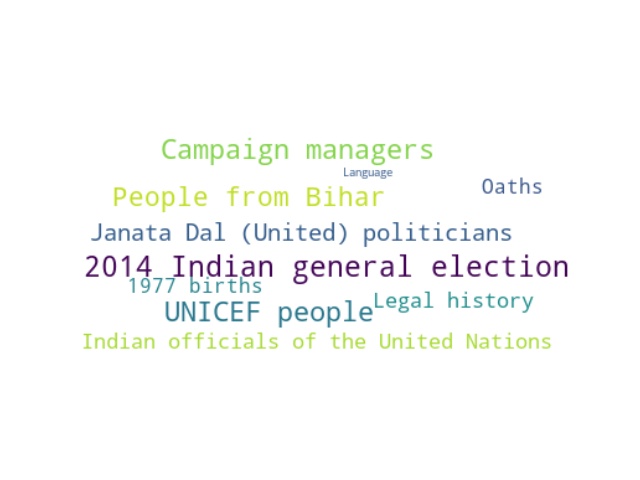 Campaign managers
Language
People from Bihar
Oaths
Janata Dal (United) politicians
2014 Indian general election
1977 births
UNICEF people
Legal history
Indian officials of the United Nations